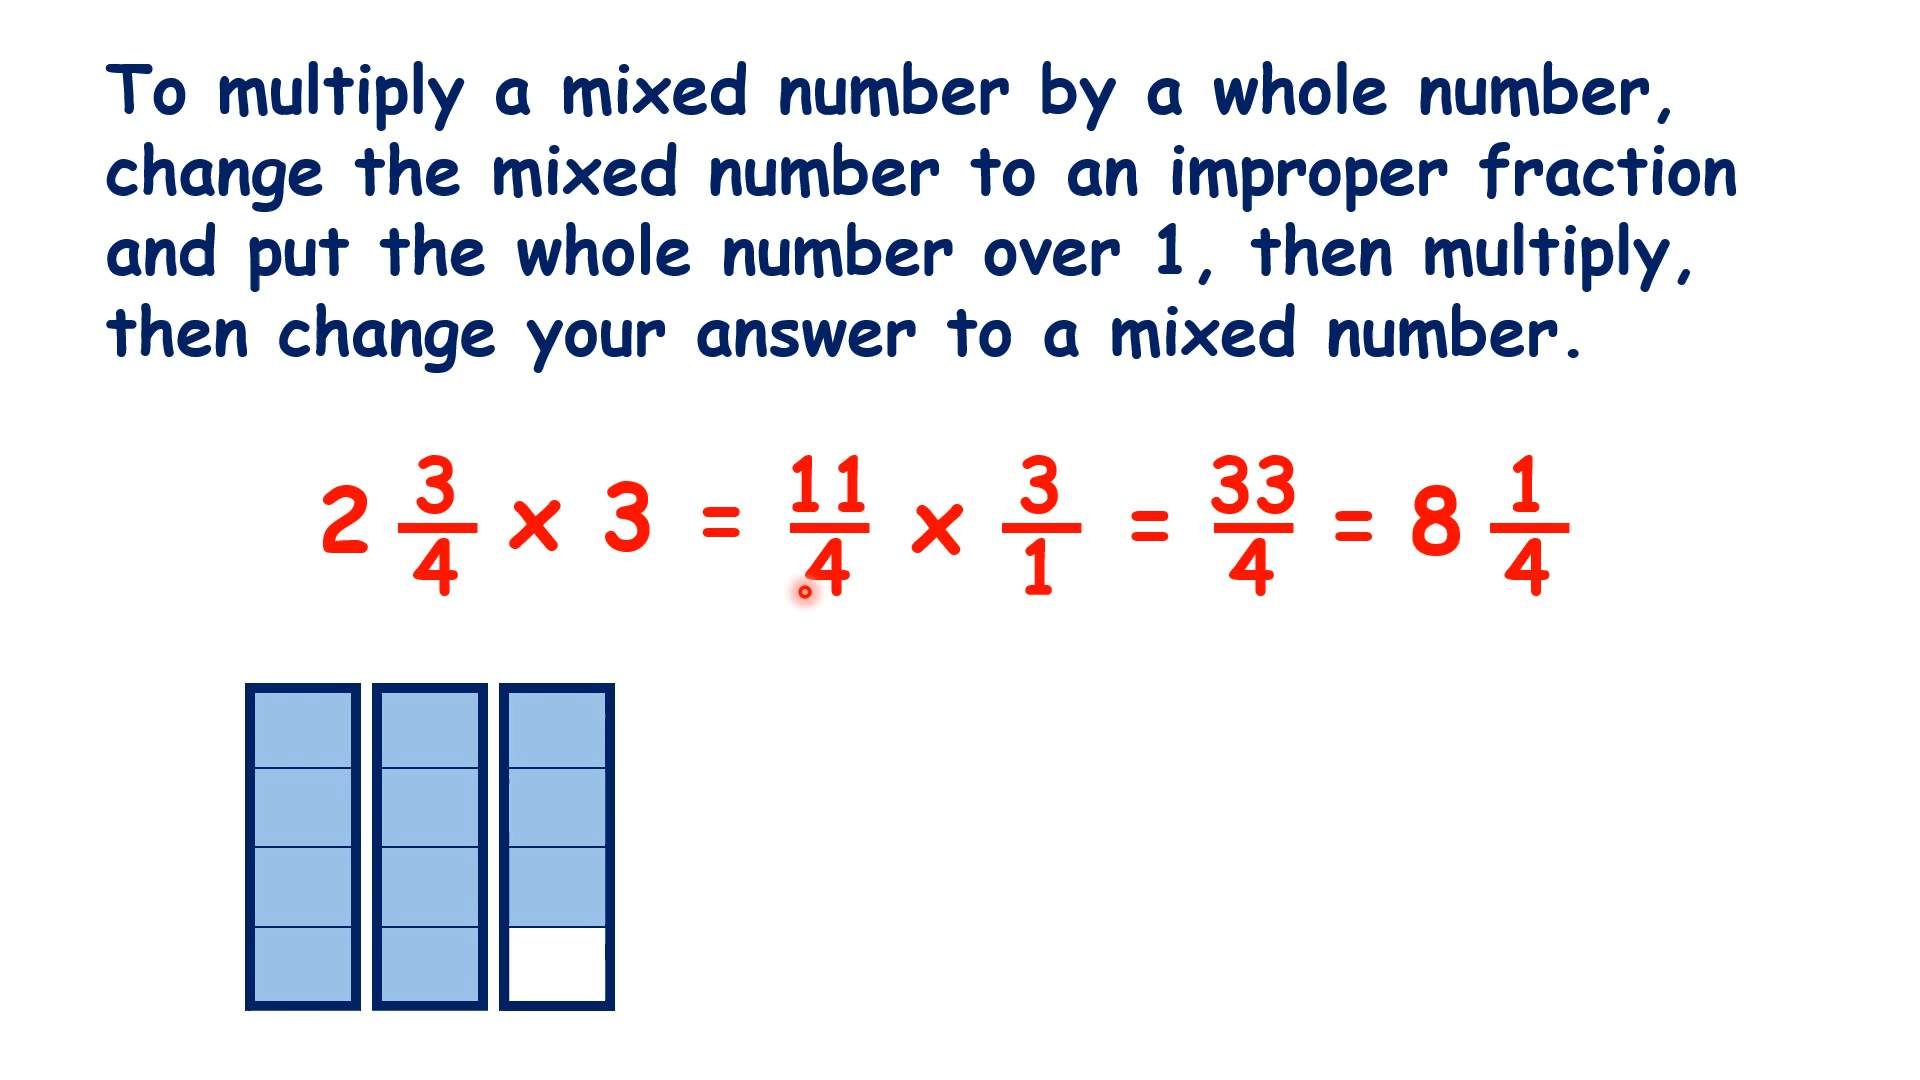 To multiply a mixed number by a whole number,
change the mixed number to an improper fraction
and put the whole number over 1, then multiply,
then change your answer to a mixed number.
2 3/4 x 3 = 11/4 x 3/1 = 33/4 = 8 1/4